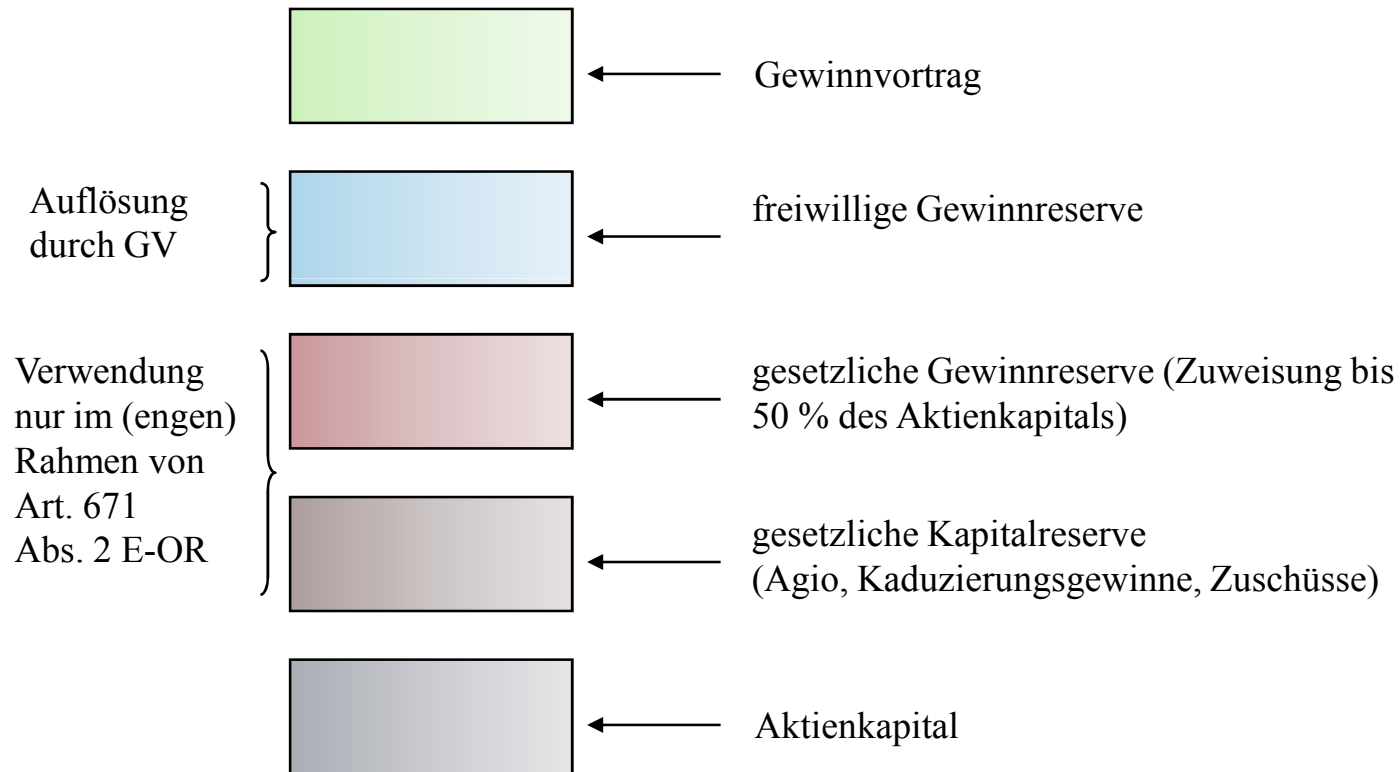 Gewinnvortrag
Auflösung
durch GV
freiwillige Gewinnreserve
Verwendung
nur im (engen)
Rahmen von
Art. 671
Abs. 2 E-OR
gesetzliche Gewinnreserve (Zuweisung bis
50 % des Aktienkapitals)
gesetzliche Kapitalreserve
(Agio, Kaduzierungsgewinne, Zuschüsse)
Aktienkapital